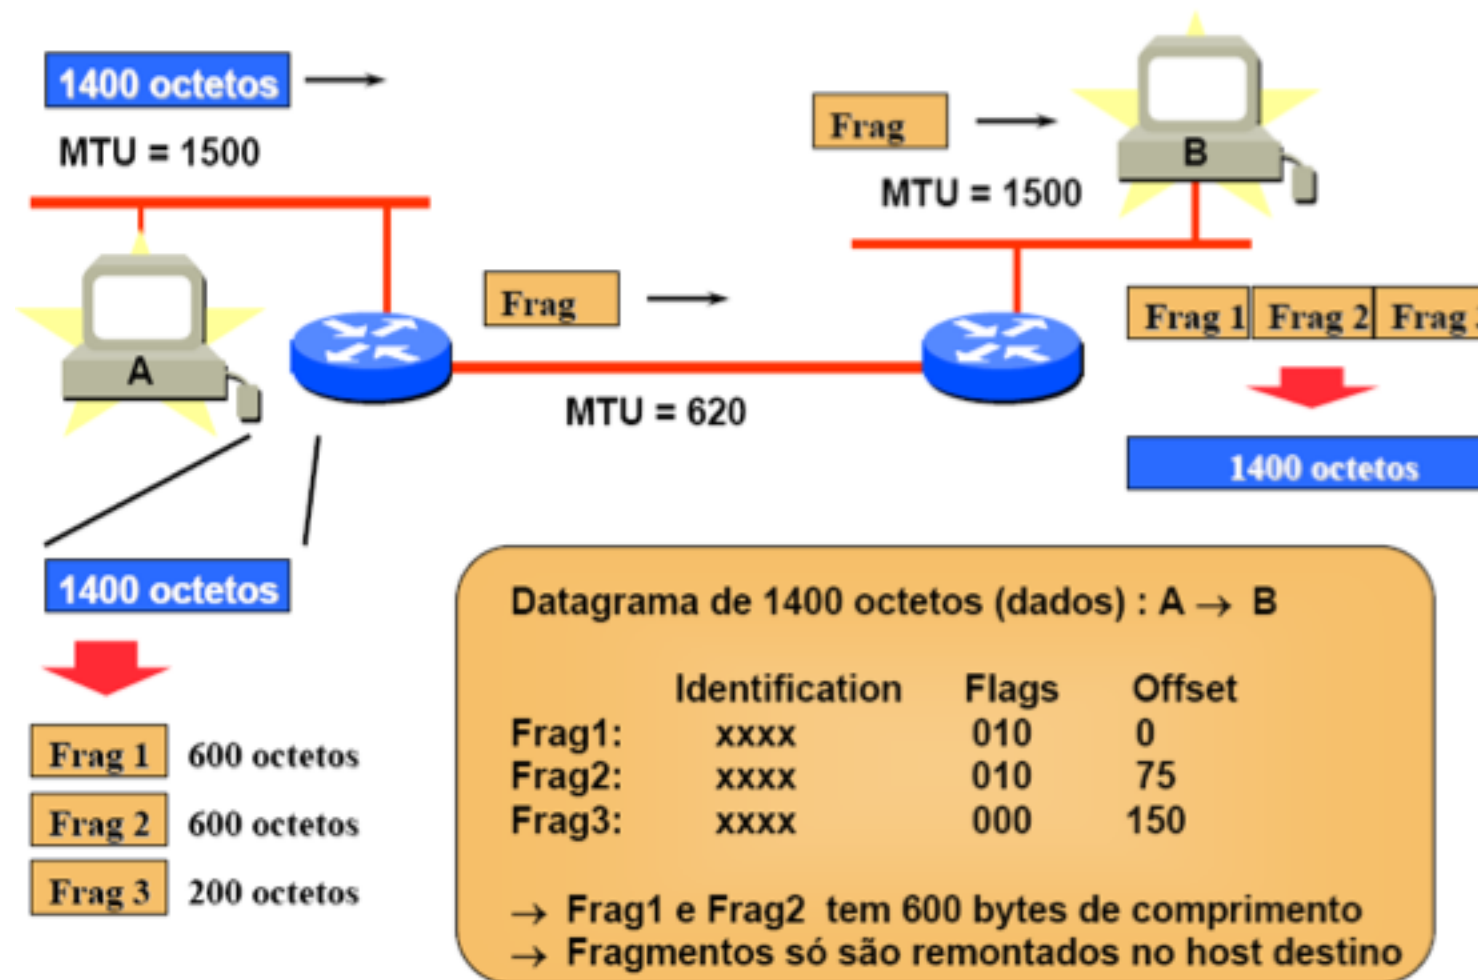 1400 octetos
MTU = 1500
A
Frag
MTU = 620
Frag
MTU = 1500
B
Frag 1 Frag 2 Frag 3
1400 octetos
1400 octetos
Frag 1 600 octetos
Frag 2 600 octetos
Frag 3 200 octetos
Datagrama de 1400 octetos (dados) : A → B
Identification Flags Offset
Frag1: xxxx 010 0
Frag2: xxxx 010 75
Frag3: xxxx 000 150
→ Frag1 e Frag2 tem 600 bytes de comprimento
→ Fragmentos só são remontados no host destino